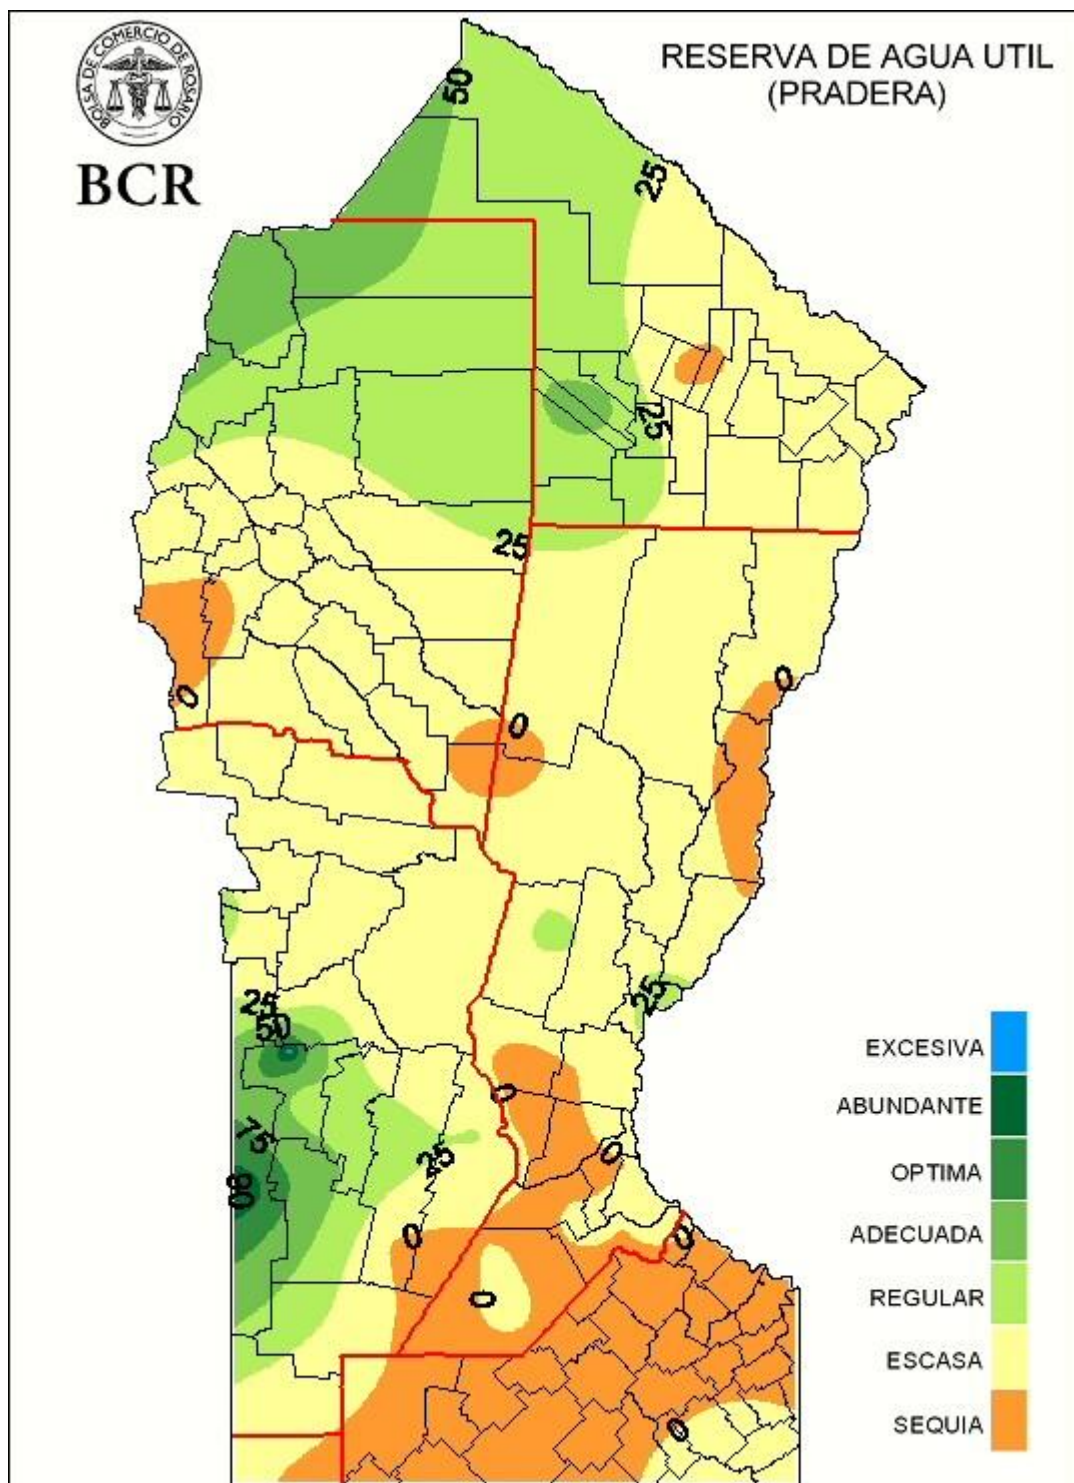 BOLSA DE COMERCIO DE ROSARIO
BCR
RESERVA DE AGUA UTIL
(PRADERA)
50
25
25
25
0
0
0
25
25
50
0
75
25
80
0
0
0
0
0
EXCESIVA
ABUNDANTE
OPTIMA
ADECUADA
REGULAR
ESCASA
SEQUIA